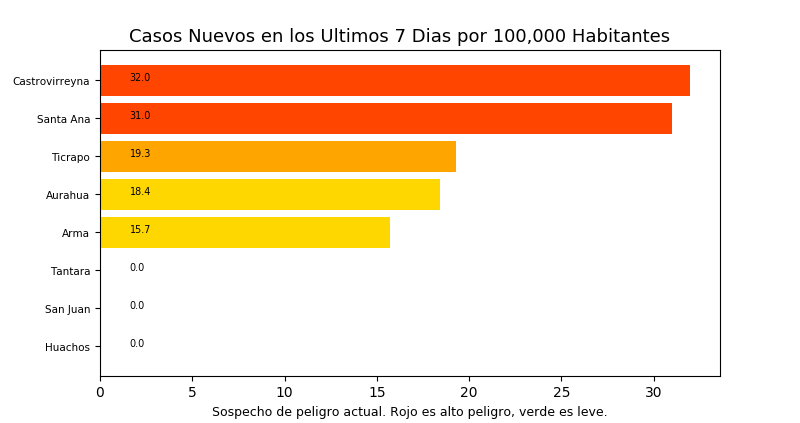 Casos Nuevos en los Ultimos 7 Dias por 100,000 Habitantes
Castrovirreyna 32.0
Santa Ana 31.0
Ticrapo 19.3
Aurahua 18.4
Arma 15.7
Tantara 0.0
San Juan 0.0
Huachos 0.0
0 5 10 15 20 25 30
Sospecho de peligro actual. Rojo es alto peligro, verde es leve.